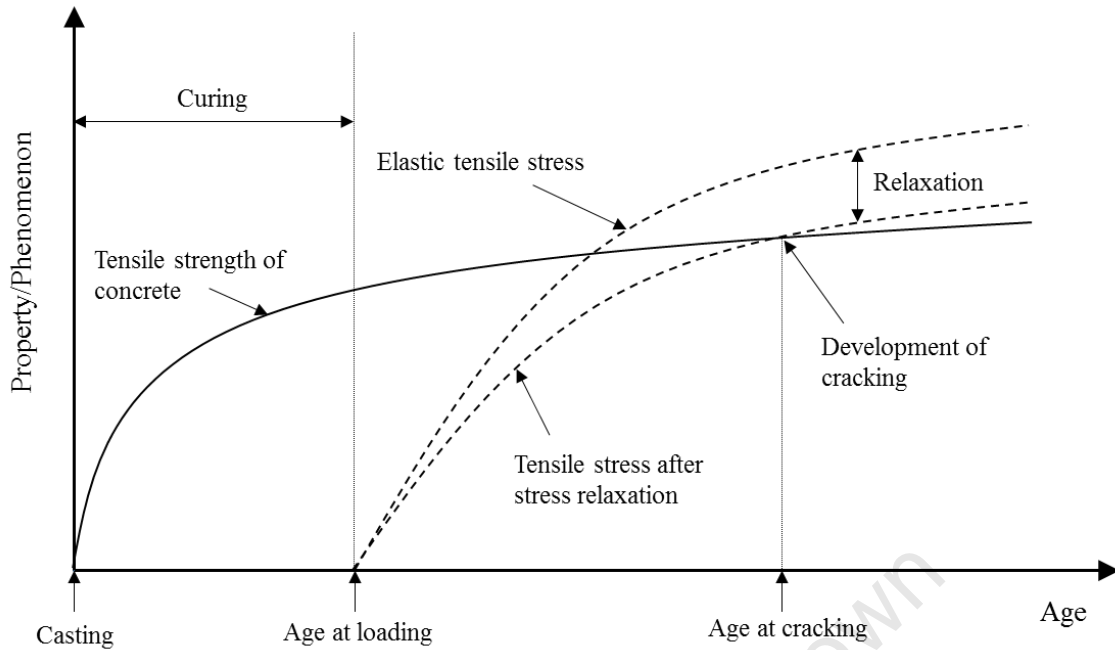 Curing
Elastic tensile stress
Relaxation
Tensile strength of
concrete
Property/Phenomenon
Development of
cracking
Tensile stress after
stress relaxation
Casting
Age at loading
Age at cracking
Age